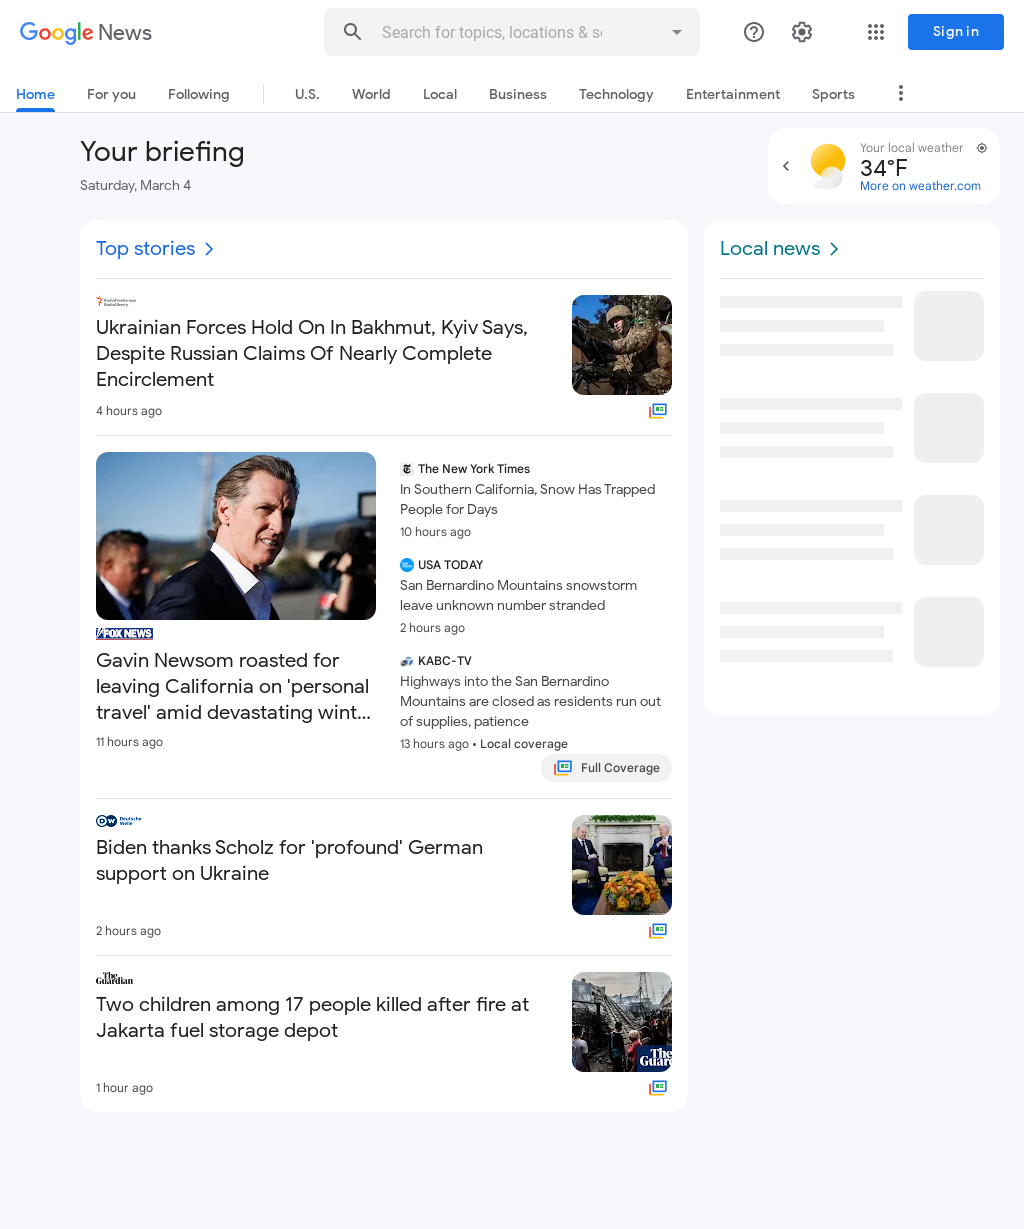 Google News
Search for topics, locations & s
Sign in
Home
For you
Following
U.S.
World
Local
Business
Technology
Entertainment
Sports
Your briefing
Saturday, March 4
Your local weather
34°F
More on weather.com
Top stories
RadioFreeEurope
RadioLiberty
Ukrainian Forces Hold On In Bakhmut, Kyiv Says,
Despite Russian Claims Of Nearly Complete
Encirclement
4 hours ago
FOX NEWS
Gavin Newsom roasted for
leaving California on 'personal
travel' amid devastating wint...
11 hours ago
The New York Times
In Southern California, Snow Has Trapped
People for Days
10 hours ago
USA TODAY
San Bernardino Mountains snowstorm
leave unknown number stranded
2 hours ago
KABC-TV
Highways into the San Bernardino
Mountains are closed as residents run out
of supplies, patience
13 hours ago • Local coverage
Full Coverage
DW Deutsche
Welle
Biden thanks Scholz for 'profound' German
support on Ukraine
2 hours ago
The
Guardian
Two children among 17 people killed after fire at
Jakarta fuel storage depot
The
Guar
1 hour ago
Local news